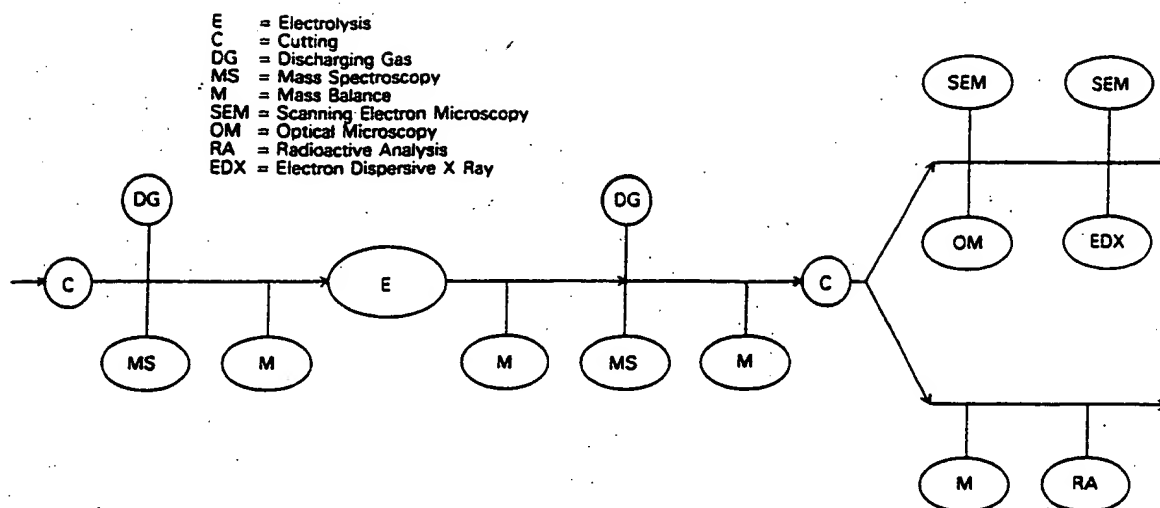 E = Electrolysis
C = Cutting
DG = Discharging Gas
MS = Mass Spectroscopy
M = Mass Balance
SEM = Scanning Electron Microscopy
OM = Optical Microscopy
RA = Radioactive Analysis
EDX = Electron Dispersive X Ray
SEM SEM
DG DG
OM EDX
C E C
MS M M MS M
M RA